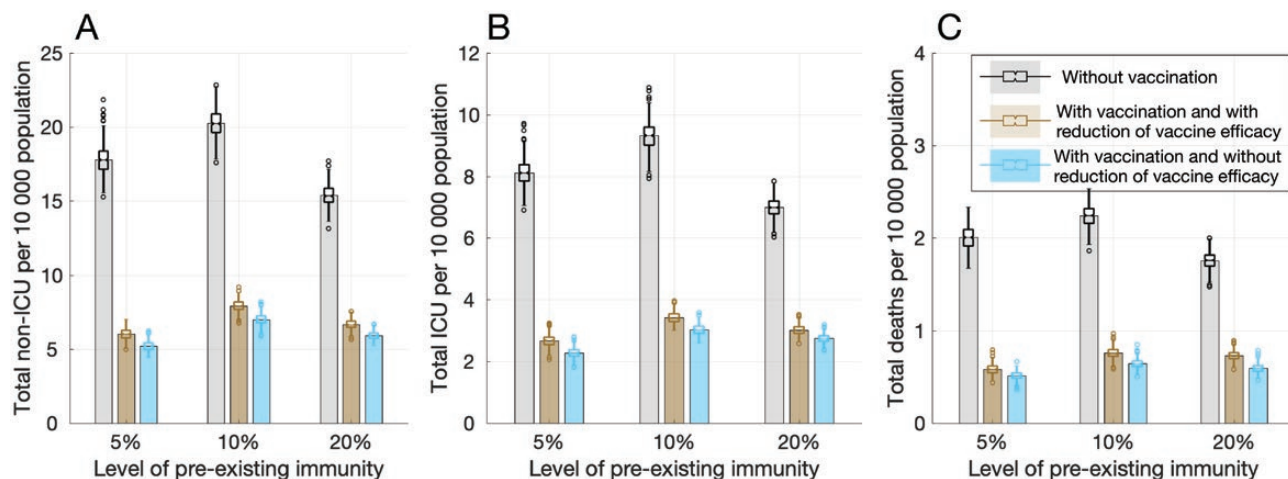 A
Total non-ICU per 10 000 population
25
20
15
10
5
0
5%
10%
20%
Level of pre-existing immunity
B
Total ICU per 10 000 population
12
10
8
6
4
2
0
5%
10%
20%
Level of pre-existing immunity
C
Total deaths per 10 000 population
4
3
2
1
0
5%
10%
20%
Level of pre-existing immunity
Without vaccination
With vaccination and with
reduction of vaccine efficacy
With vaccination and without
reduction of vaccine efficacy